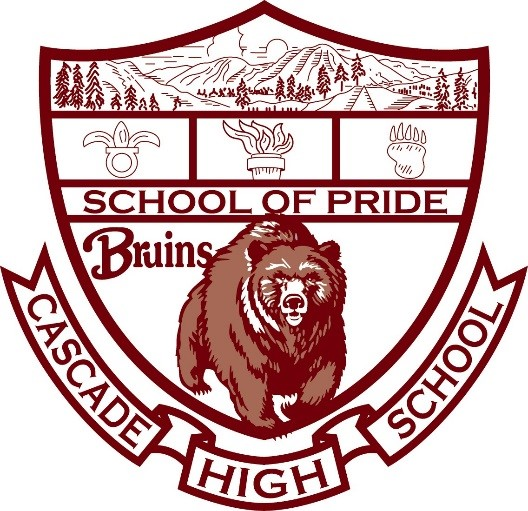 SCHOOL OF PRIDE
Bruins
CASCADE
HIGH
SCHOOL